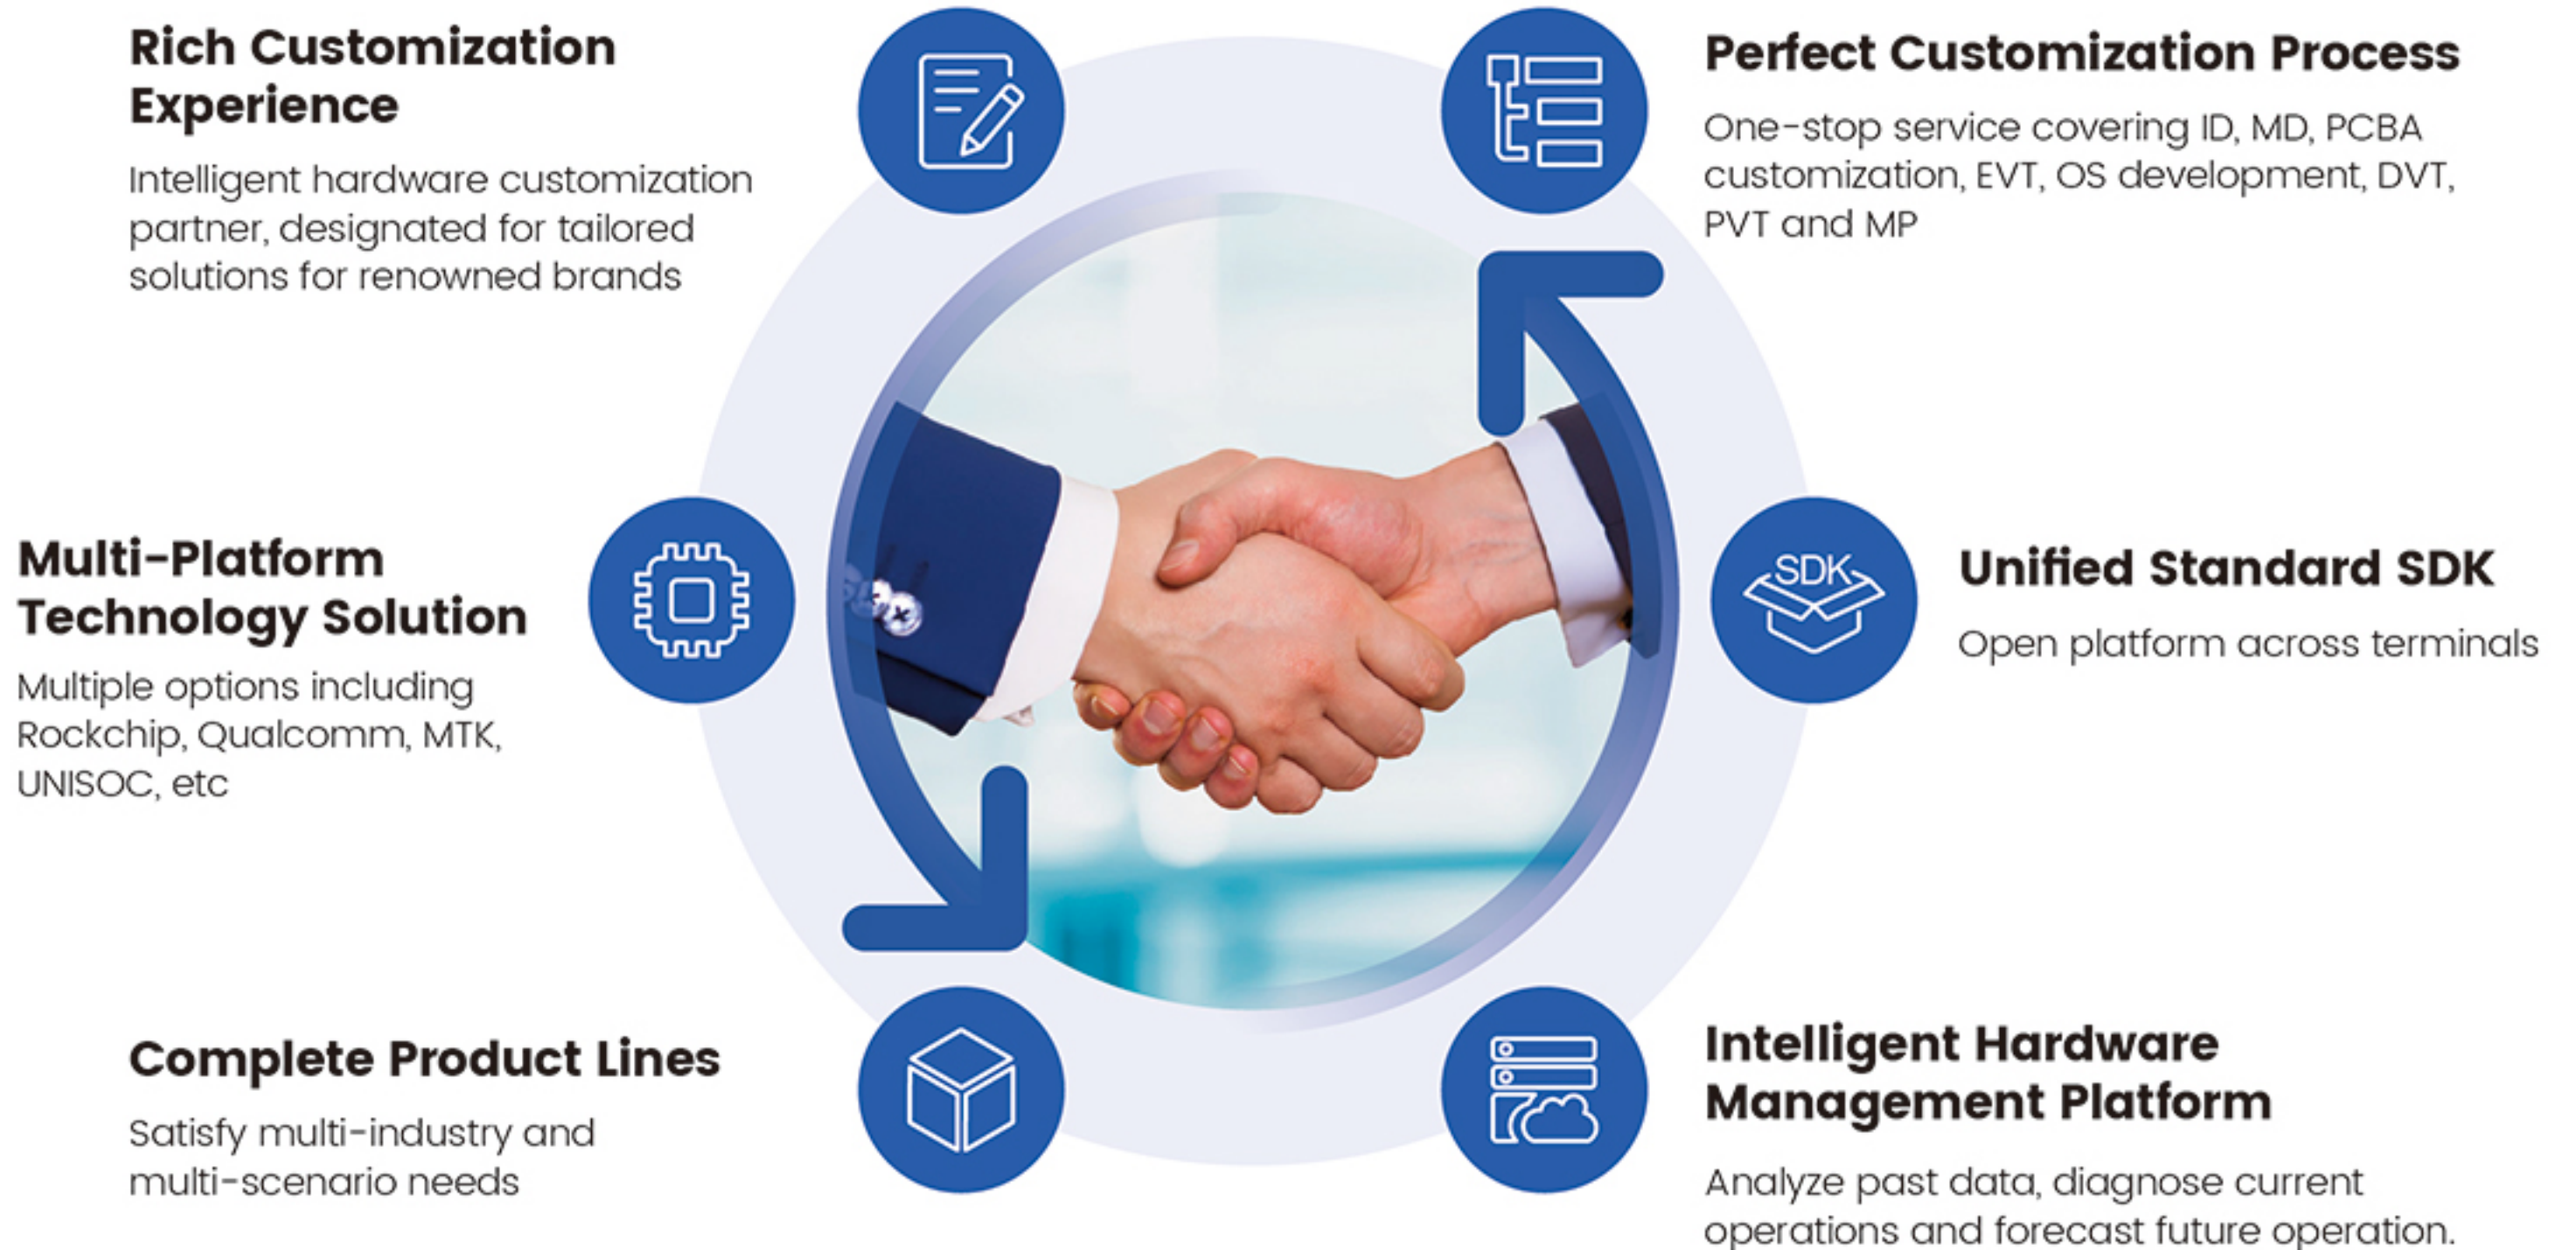 Rich Customization
Experience
Intelligent hardware customization
partner, designated for tailored
solutions for renowned brands
Perfect Customization Process
One-stop service covering ID, MD, PCBA
customization, EVT, OS development, DVT,
PVT and MP
Multi-Platform
Technology Solution
Multiple options including
Rockchip, Qualcomm, MTK,
UNISOC, etc
SDK
Unified Standard SDK
Open platform across terminals
Complete Product Lines
Satisfy multi-industry and
multi-scenario needs
Intelligent Hardware
Management Platform
Analyze past data, diagnose current
operations and forecast future operation.